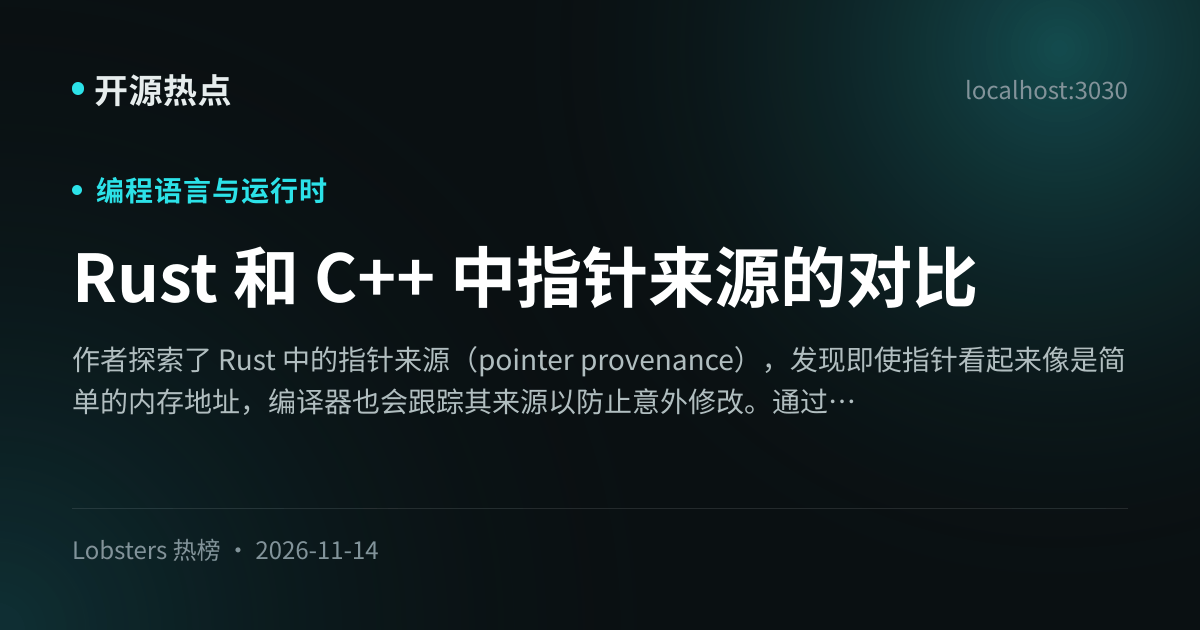 开源热点
localhost:3030
编程语言与运行时
Rust 和 C++ 中指针来源的对比
作者探索了 Rust 中的指针来源（pointer provenance），发现即使指针看起来像是简
单的内存地址，编译器也会跟踪其来源以防止意外修改。通过…
Lobsters 热榜 · 2026-11-14